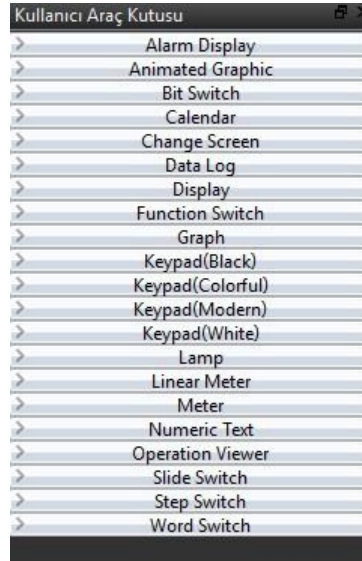 Kullanıcı Araç Kutusu
Alarm Display
Animated Graphic
Bit Switch
Calendar
Change Screen
Data Log
Display
Function Switch
Graph
Keypad(Black)
Keypad(Colorful)
Keypad(Modern)
Keypad(White)
Lamp
Linear Meter
Meter
Numeric Text
Operation Viewer
Slide Switch
Step Switch
Word Switch